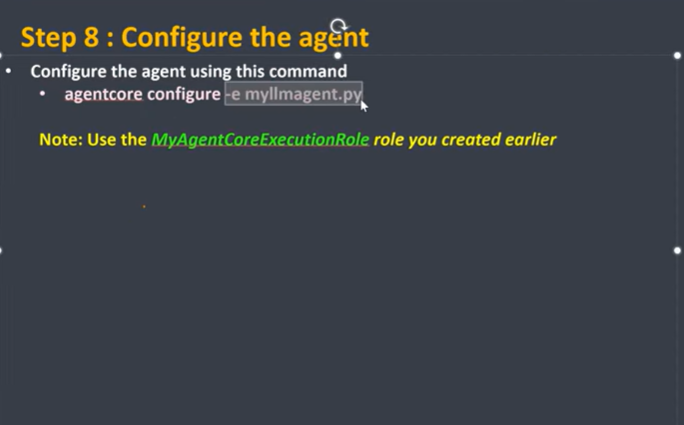 Step 8 : Configure the agent
• Configure the agent using this command
• agentcore configure -e myllmagent.py
Note: Use the MyAgentCoreExecutionRole role you created earlier